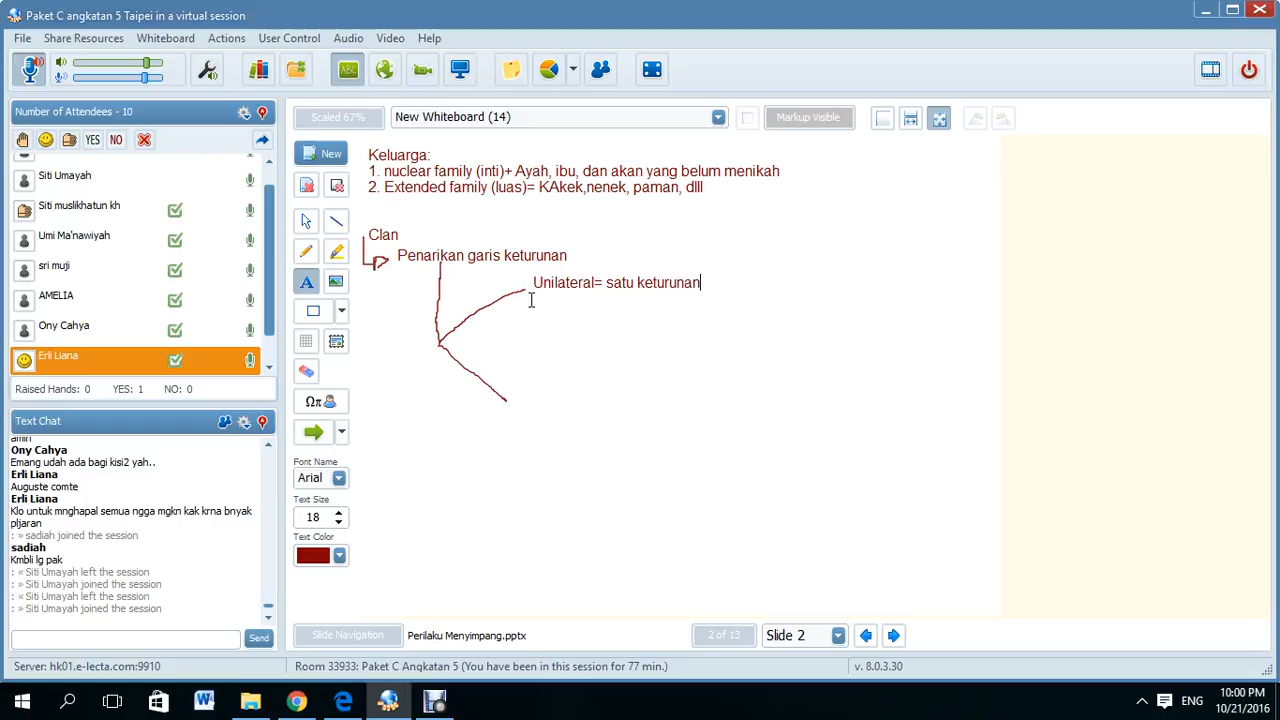 Paket C angkatan 5 Taipei in a virtual session
File Share Resources Whiteboard Actions User Control Audio Video Help
Number of Attendees - 10
YES NO
Siti Umayah
Siti muslikhatun kh
Umi Ma'nawiyah
sri muji
AMELIA
Ony Cahya
Erli Liana
Raised Hands: 0 YES: 1 NO: 0
Text Chat
amin
Ony Cahya
Emang udah ada bagi kisi2 yah..
Erli Liana
Auguste comte
Erli Liana
Klo untuk mnghapal semua ngga mgkn kak krna bnyak
pljaran
: » sadiah joined the session
sadiah
Kmbli lg pak
: « Siti Umayah left the session
: » Siti Umayah joined the session
: « Siti Umayah left the session
: » Siti Umayah joined the session
Send
ABC
Scaled 67%
New Whiteboard (14)
Markup Visible
New
A
Ωπ
Font Name
Arial
Text Size
18
Text Color
Keluarga:
1. nuclear family (inti)+ Ayah, ibu, dan akan yang belum menikah
2. Extended family (luas)= KAkek,nenek, paman, dlll
Clan
Penarikan garis keturunan
Unilateral= satu keturunan
Slide Navigation
Perilaku Menyimpang.pptx
2 of 13
Slide 2
Server: hk01.e-lecta.com:9910
Room 33933: Paket C Angkatan 5 (You have been in this session for 77 min.)
v. 8.0.3.30
ENG
10:00 PM
10/21/2016